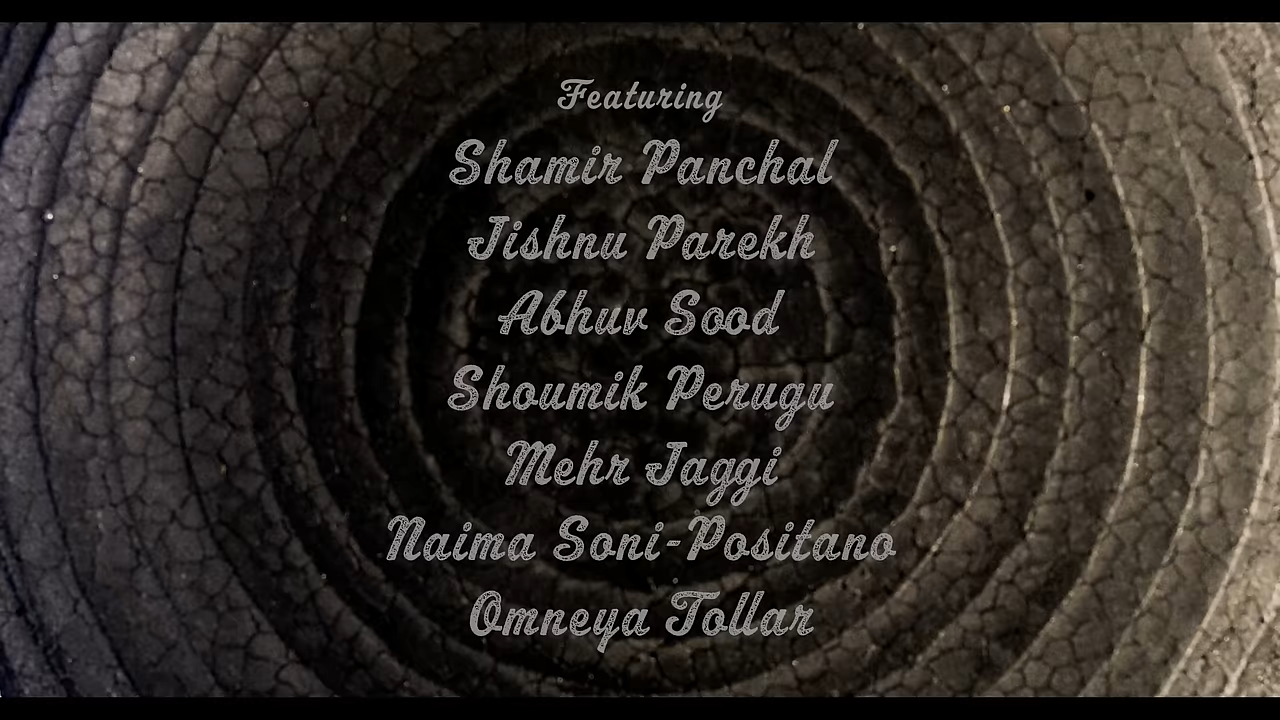 Featuring
Shamir Panchal
Jishnu Parekh
Abhuv Sood
Shoumik Perugu
Mehr Jaggi
Naima Soni-Positano
Omneya Tollar